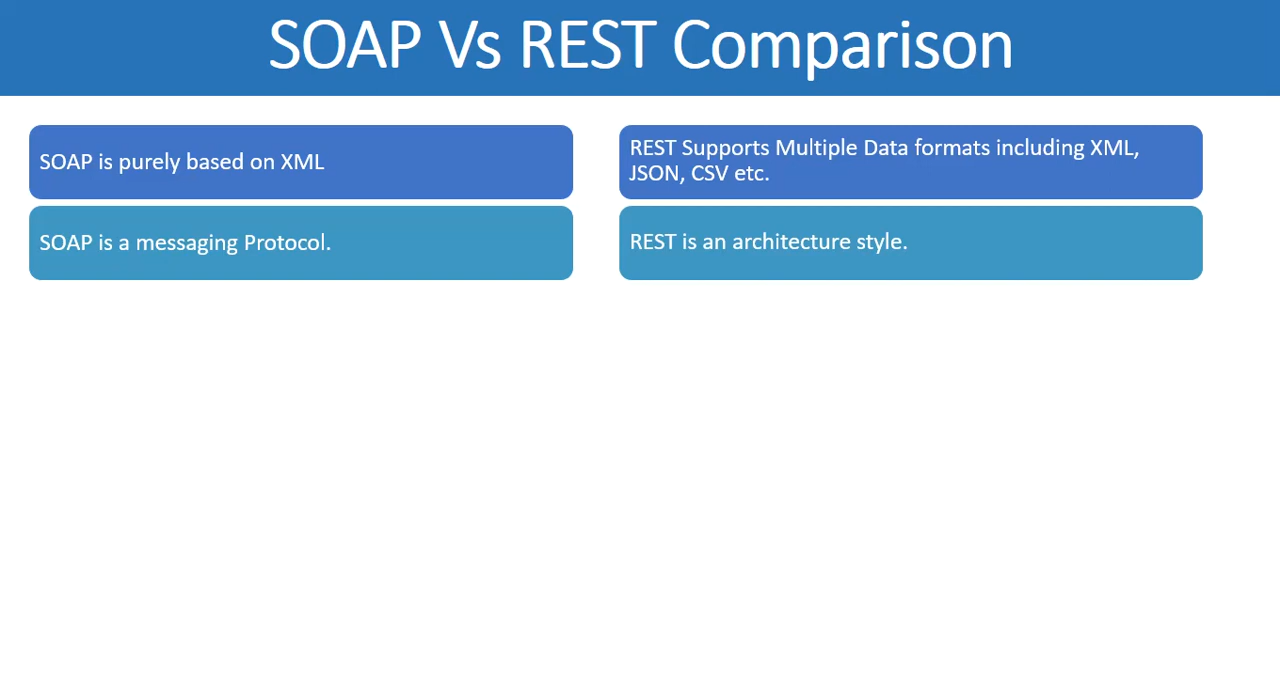 SOAP Vs REST Comparison
SOAP is purely based on XML
REST Supports Multiple Data formats including XML,
JSON, CSV etc.
SOAP is a messaging Protocol.
REST is an architecture style.